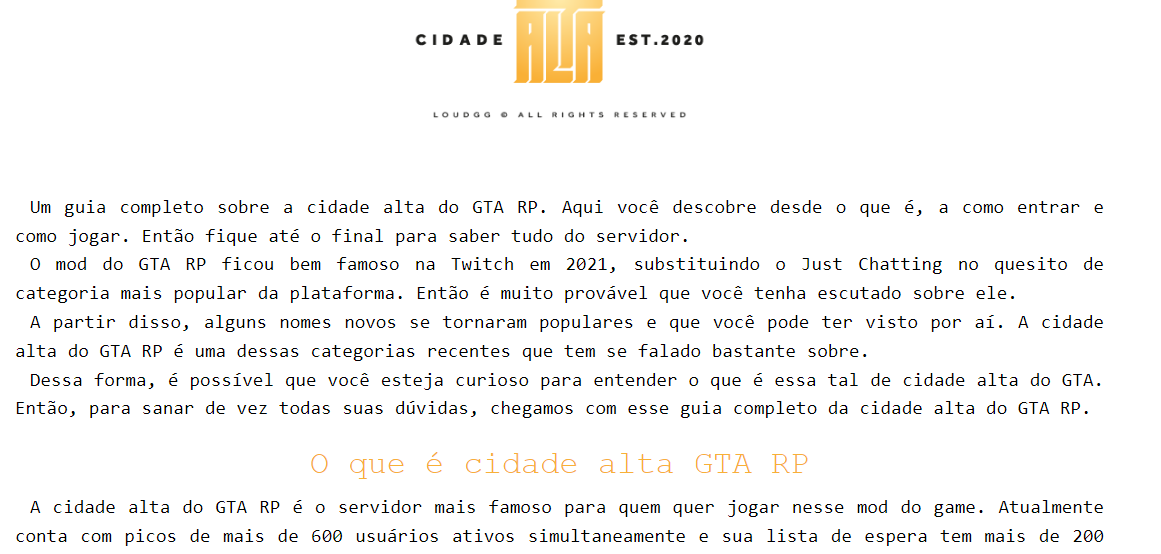 CIDADE ALTA EST.2020
LOUDGG © ALL RIGHTS RESERVED
Um guia completo sobre a cidade alta do GTA RP. Aqui você descobre desde o que é, a como entrar e
como jogar. Então fique até o final para saber tudo do servidor.
O mod do GTA RP ficou bem famoso na Twitch em 2021, substituindo o Just Chatting no quesito de
categoria mais popular da plataforma. Então é muito provável que você tenha escutado sobre ele.
A partir disso, alguns nomes novos se tornaram populares e que você pode ter visto por aí. A cidade
alta do GTA RP é uma dessas categorias recentes que tem se falado bastante sobre.
Dessa forma, é possível que você esteja curioso para entender o que é essa tal de cidade alta do GTA.
Então, para sanar de vez todas suas dúvidas, chegamos com esse guia completo da cidade alta do GTA RP.
O que é cidade alta GTA RP
A cidade alta do GTA RP é o servidor mais famoso para quem quer jogar nesse mod do game. Atualmente
conta com picos de mais de 600 usuários ativos simultaneamente e sua lista de espera tem mais de 200